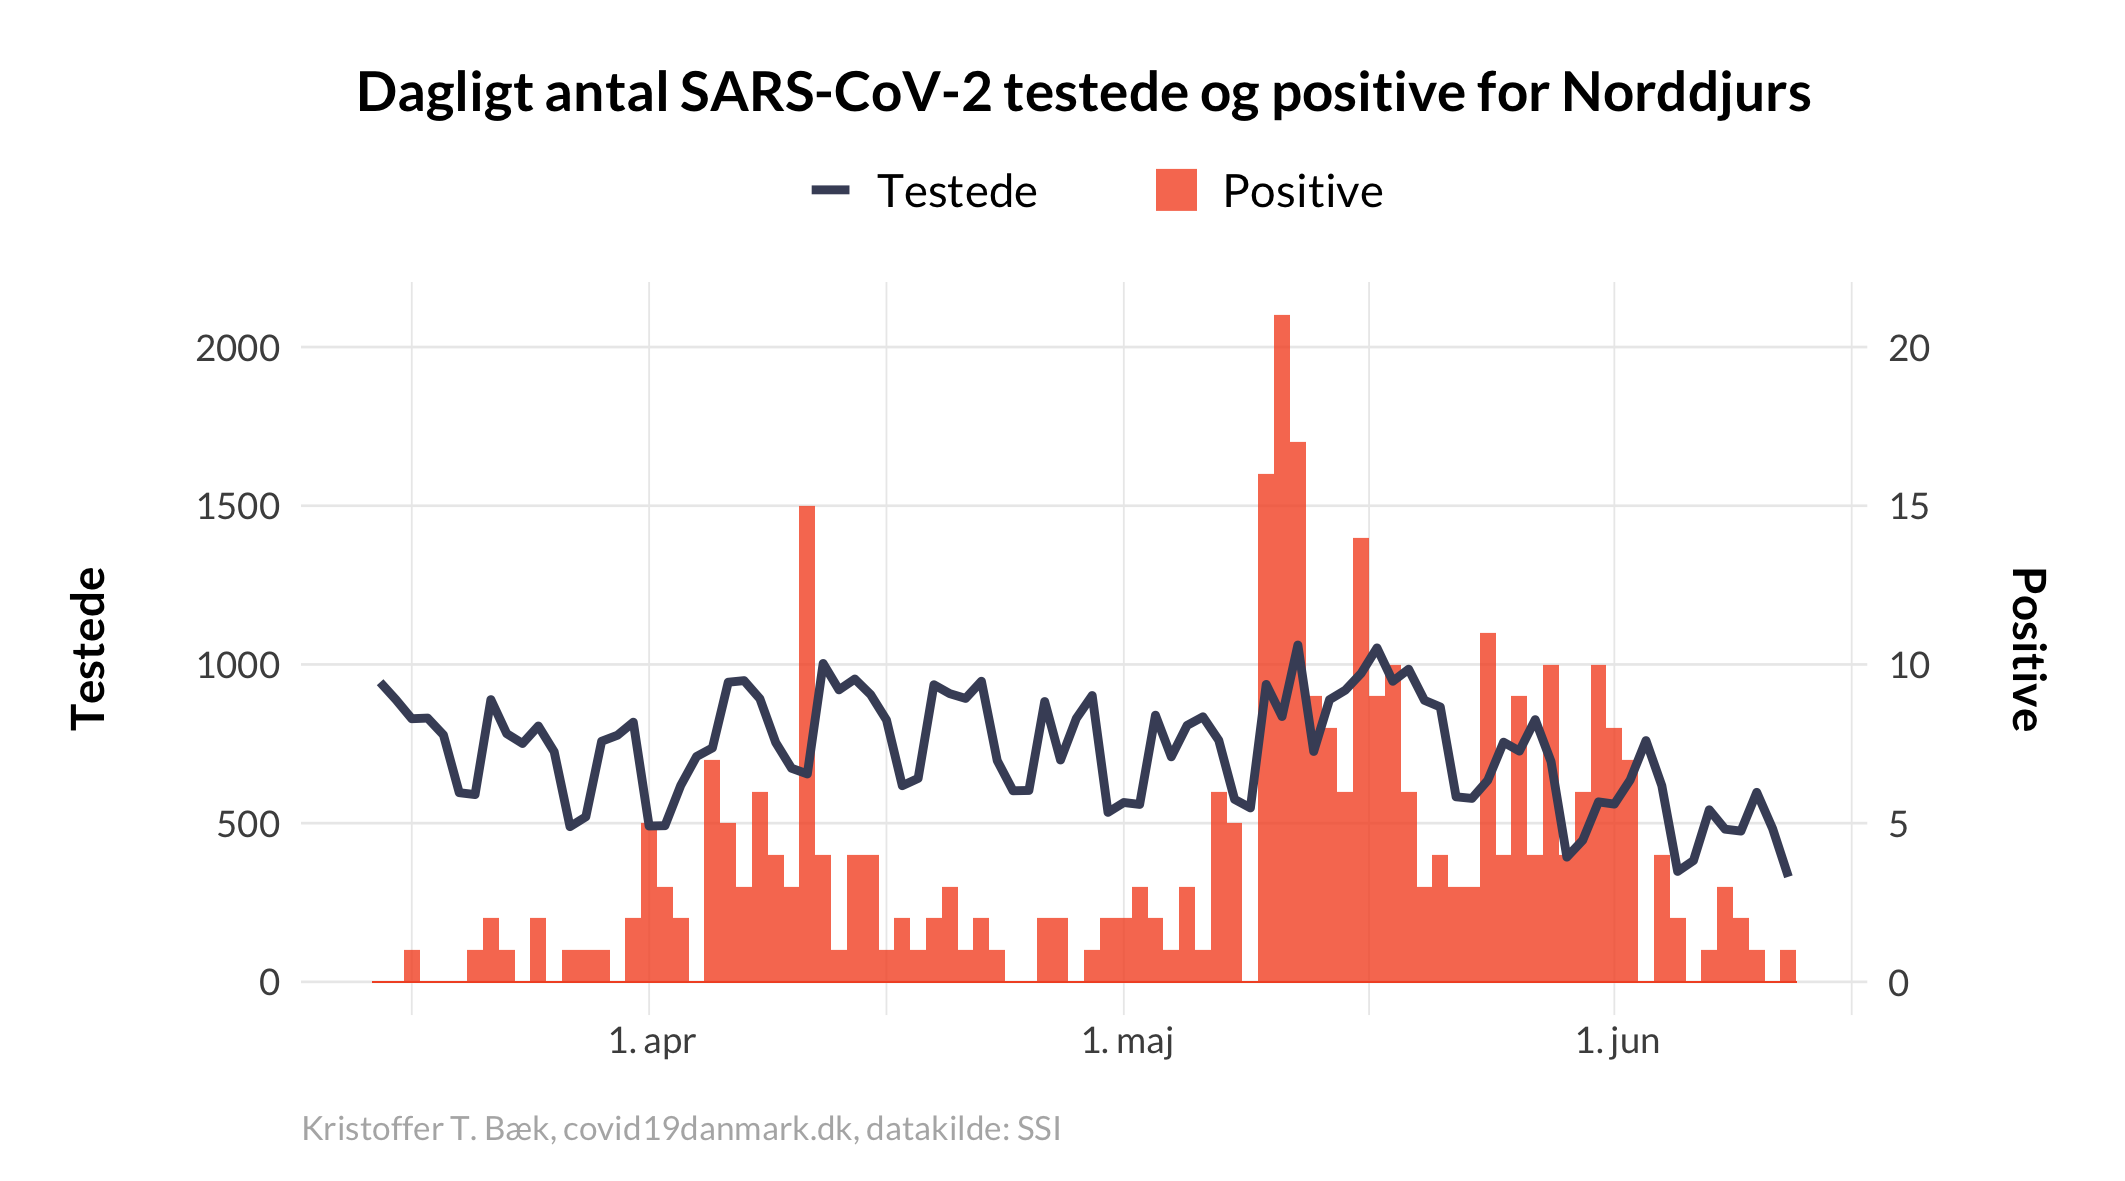 Dagligt antal SARS-CoV-2 testede og positive for Norddjurs
Testede Positive
2000 20
1500 15
1000 10
500 5
0 0
Testede
Positive
1. apr 1. maj 1. jun
Kristoffer T. Bæk, covid19danmark.dk, datakilde: SSI